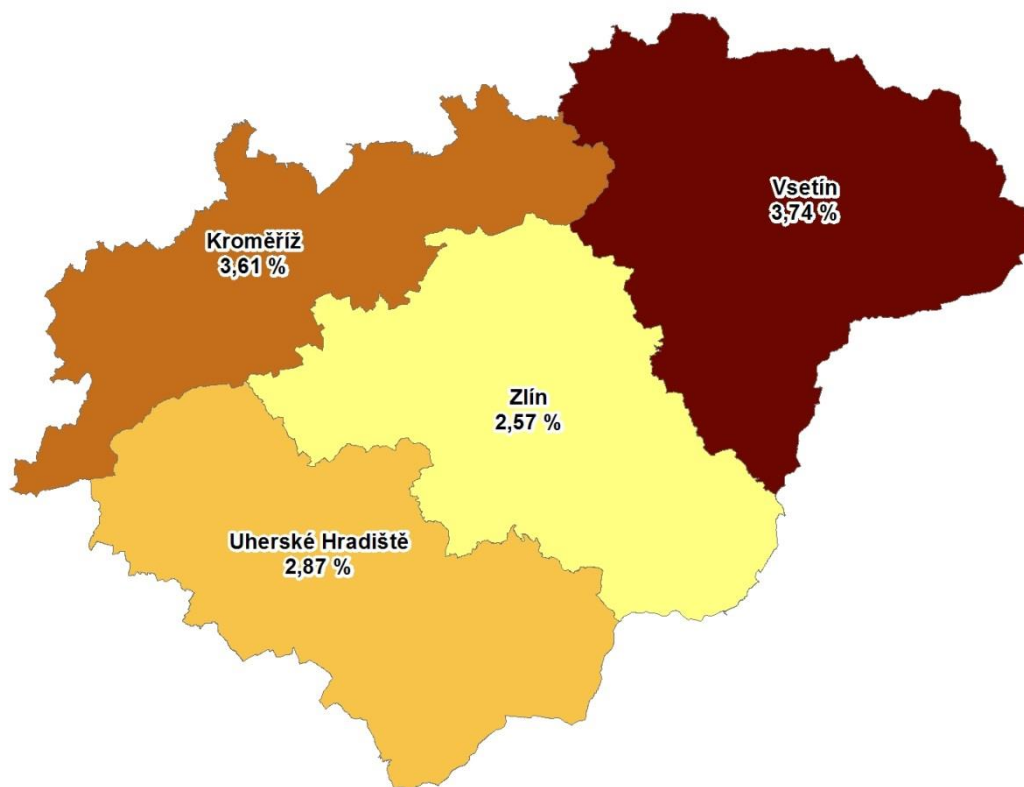 Vsetín
3,74 %
Kroměříž
3,61 %
Zlín
2,57 %
Uherské Hradiště
2,87 %